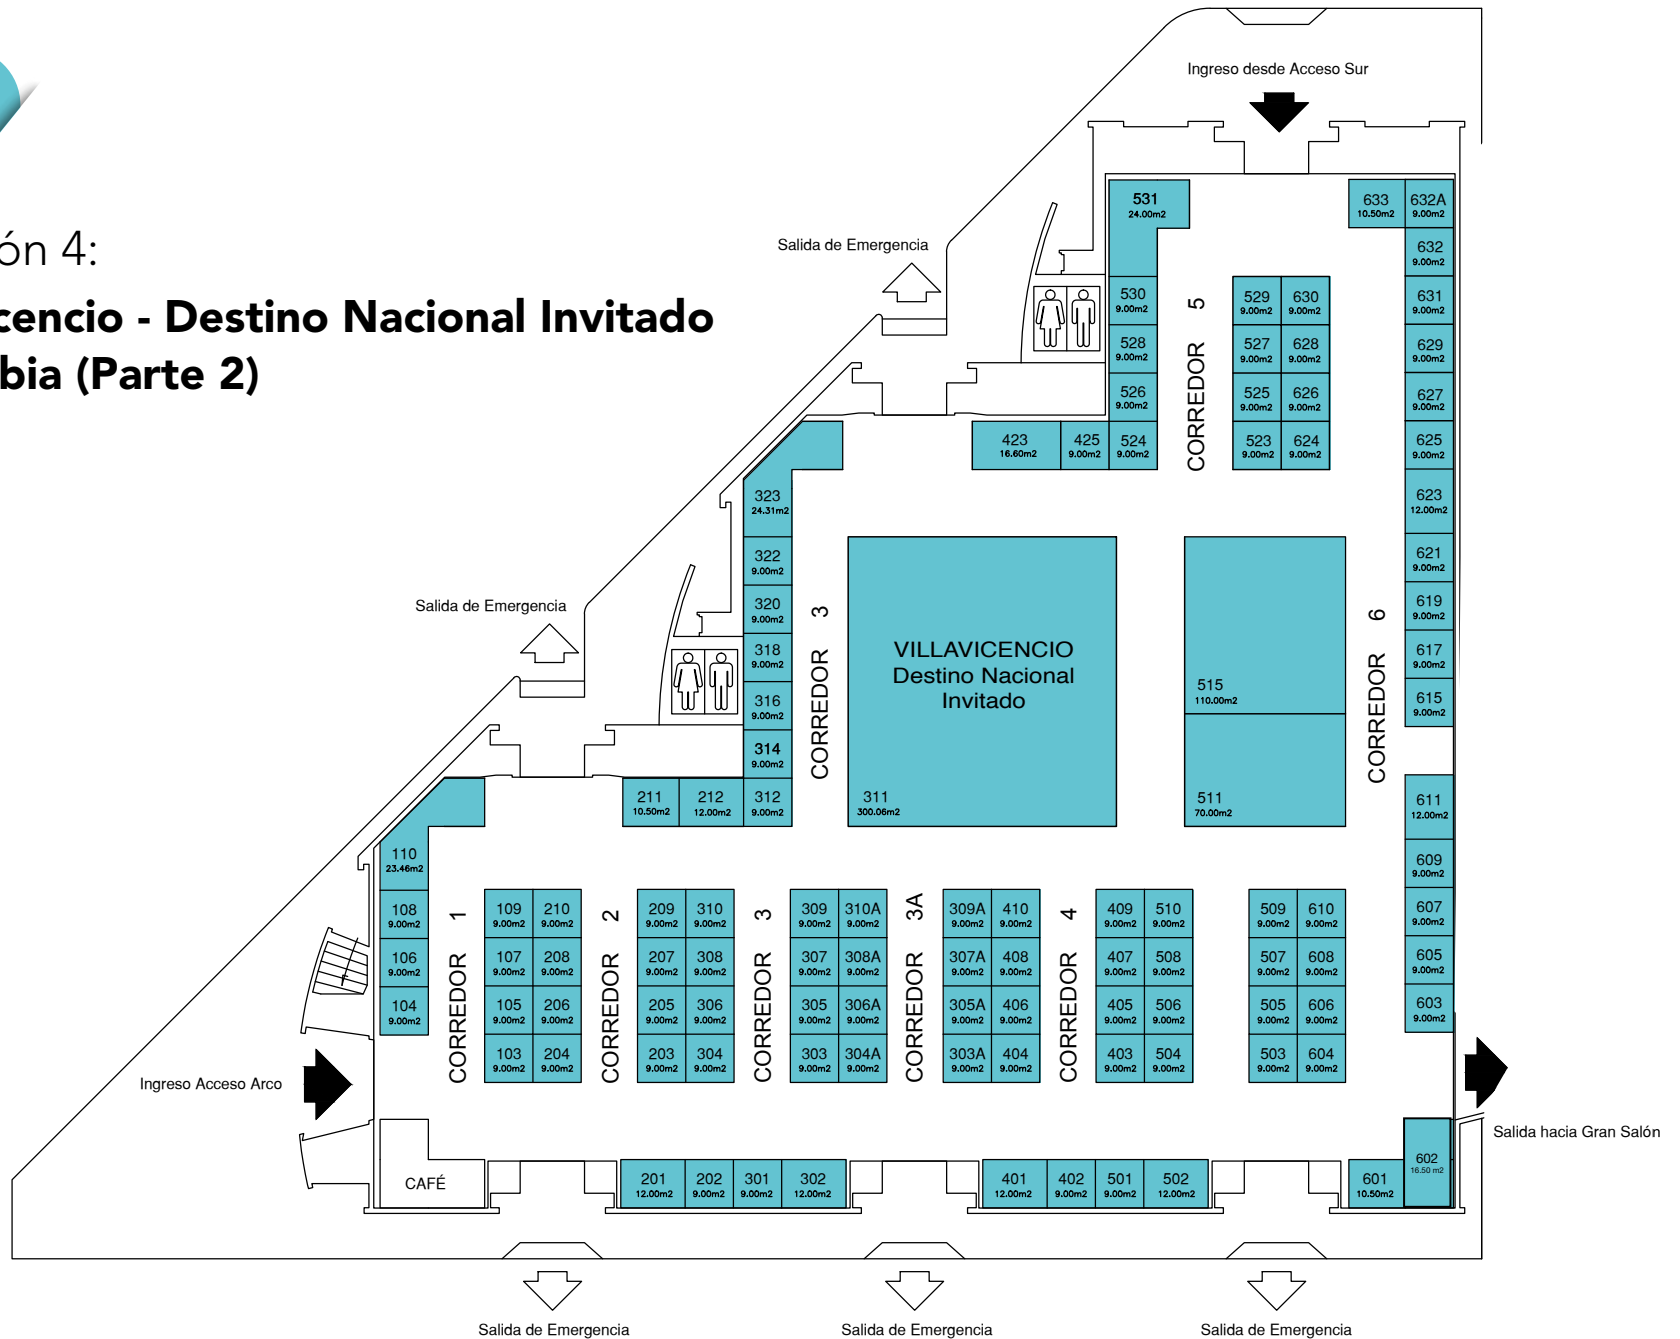 Ingreso desde Acceso Sur
ón 4:
cencio - Destino Nacional Invitado
bia (Parte 2)
Salida de Emergencia
531
24.00m2
633
10.50m2
632A
9.00m2
632
9.00m2
530
9.00m2
529
9.00m2
630
9.00m2
631
9.00m2
528
9.00m2
527
9.00m2
628
9.00m2
629
9.00m2
526
9.00m2
525
9.00m2
626
9.00m2
627
9.00m2
CORREDOR 5
423
16.60m2
425
9.00m2
524
9.00m2
523
9.00m2
624
9.00m2
625
9.00m2
323
24.31m2
623
12.00m2
322
9.00m2
621
9.00m2
Salida de Emergencia
320
9.00m2
619
9.00m2
318
9.00m2
617
9.00m2
316
9.00m2
615
9.00m2
314
9.00m2
CORREDOR 3
VILLAVICENCIO
Destino Nacional
Invitado
515
110.00m2
CORREDOR 6
211
10.50m2
212
12.00m2
312
9.00m2
311
300.06m2
511
70.00m2
611
12.00m2
110
23.46m2
609
9.00m2
108
9.00m2
109
9.00m2
210
9.00m2
209
9.00m2
310
9.00m2
309
9.00m2
310A
9.00m2
309A
9.00m2
410
9.00m2
409
9.00m2
510
9.00m2
509
9.00m2
610
9.00m2
607
9.00m2
106
9.00m2
107
9.00m2
208
9.00m2
207
9.00m2
308
9.00m2
307
9.00m2
308A
9.00m2
307A
9.00m2
408
9.00m2
407
9.00m2
508
9.00m2
507
9.00m2
608
9.00m2
605
9.00m2
104
9.00m2
105
9.00m2
206
9.00m2
205
9.00m2
306
9.00m2
305
9.00m2
306A
9.00m2
305A
9.00m2
406
9.00m2
405
9.00m2
506
9.00m2
505
9.00m2
606
9.00m2
603
9.00m2
103
9.00m2
204
9.00m2
203
9.00m2
304
9.00m2
303
9.00m2
304A
9.00m2
303A
9.00m2
404
9.00m2
403
9.00m2
504
9.00m2
503
9.00m2
604
9.00m2
CORREDOR 1
CORREDOR 2
CORREDOR 3
CORREDOR 3A
CORREDOR 4
Ingreso Acceso Arco
Salida hacia Gran Salón
CAFÉ
201
12.00m2
202
9.00m2
301
9.00m2
302
12.00m2
401
12.00m2
402
9.00m2
501
9.00m2
502
12.00m2
601
10.50m2
602
16.50 m2
Salida de Emergencia
Salida de Emergencia
Salida de Emergencia